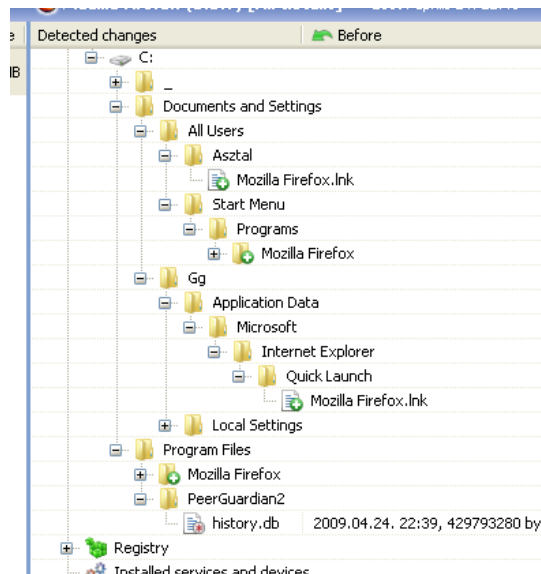 Detected changes Before
C:
_
Documents and Settings
All Users
Asztal
Mozilla Firefox.lnk
Start Menu
Programs
Mozilla Firefox
Gg
Application Data
Microsoft
Internet Explorer
Quick Launch
Mozilla Firefox.lnk
Local Settings
Program Files
Mozilla Firefox
PeerGuardian2
history.db 2009.04.24. 22:39, 429793280 by
Registry
Installed services and devices